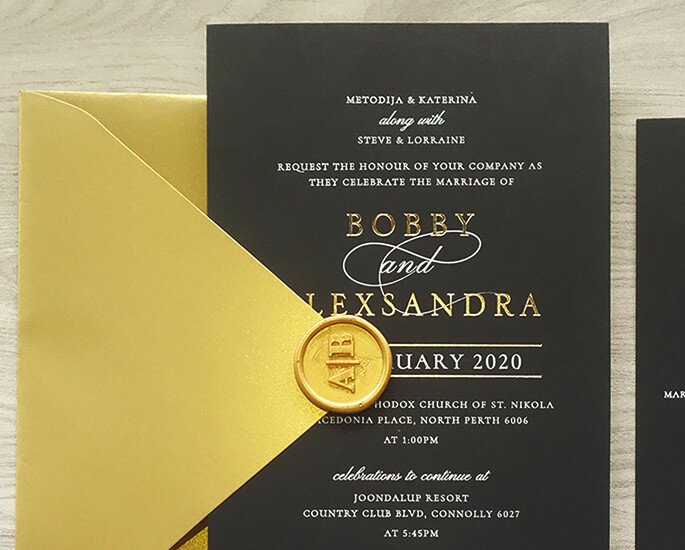 METODIJA & KATERINA
along with
STEVE & LORRAINE
REQUEST THE HONOUR OF YOUR COMPANY AS
THEY CELEBRATE THE MARRIAGE OF
BOBBY
and
LEXSANDRA
UARY 2020
HODOX CHURCH OF ST. NIKOLA
ACEDONIA PLACE, NORTH PERTH 6006
AT 1:00PM
celebrations to continue at
JOONDALUP RESORT
COUNTRY CLUB BLVD, CONNOLLY 6027
AT 5:45PM
A|B
MAR